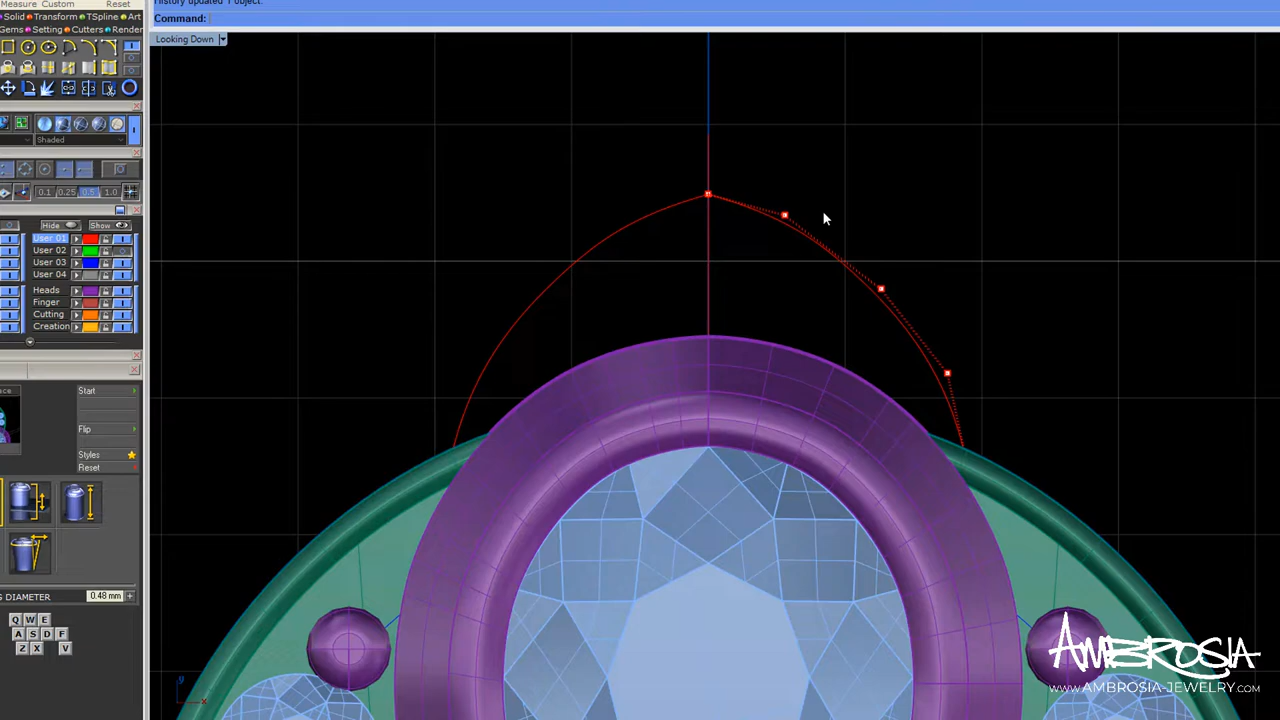 History updated 1 object.
Measure Custom Reset
Command:
Solid Transform TSpline Art
Gems Setting Cutters Render
Looking Down
Shaded
0.1 0.25 0.5 1.0
Hide Show
User 01
User 02
User 03
User 04
Heads
Finger
Cutting
Creation
Start
Flip
Styles
Reset
DIAMETER 0.48 mm +
Q W E
A S D F
Z X V
y
x
AMBROSIA
WWW.AMBROSIA-JEWELRY.COM